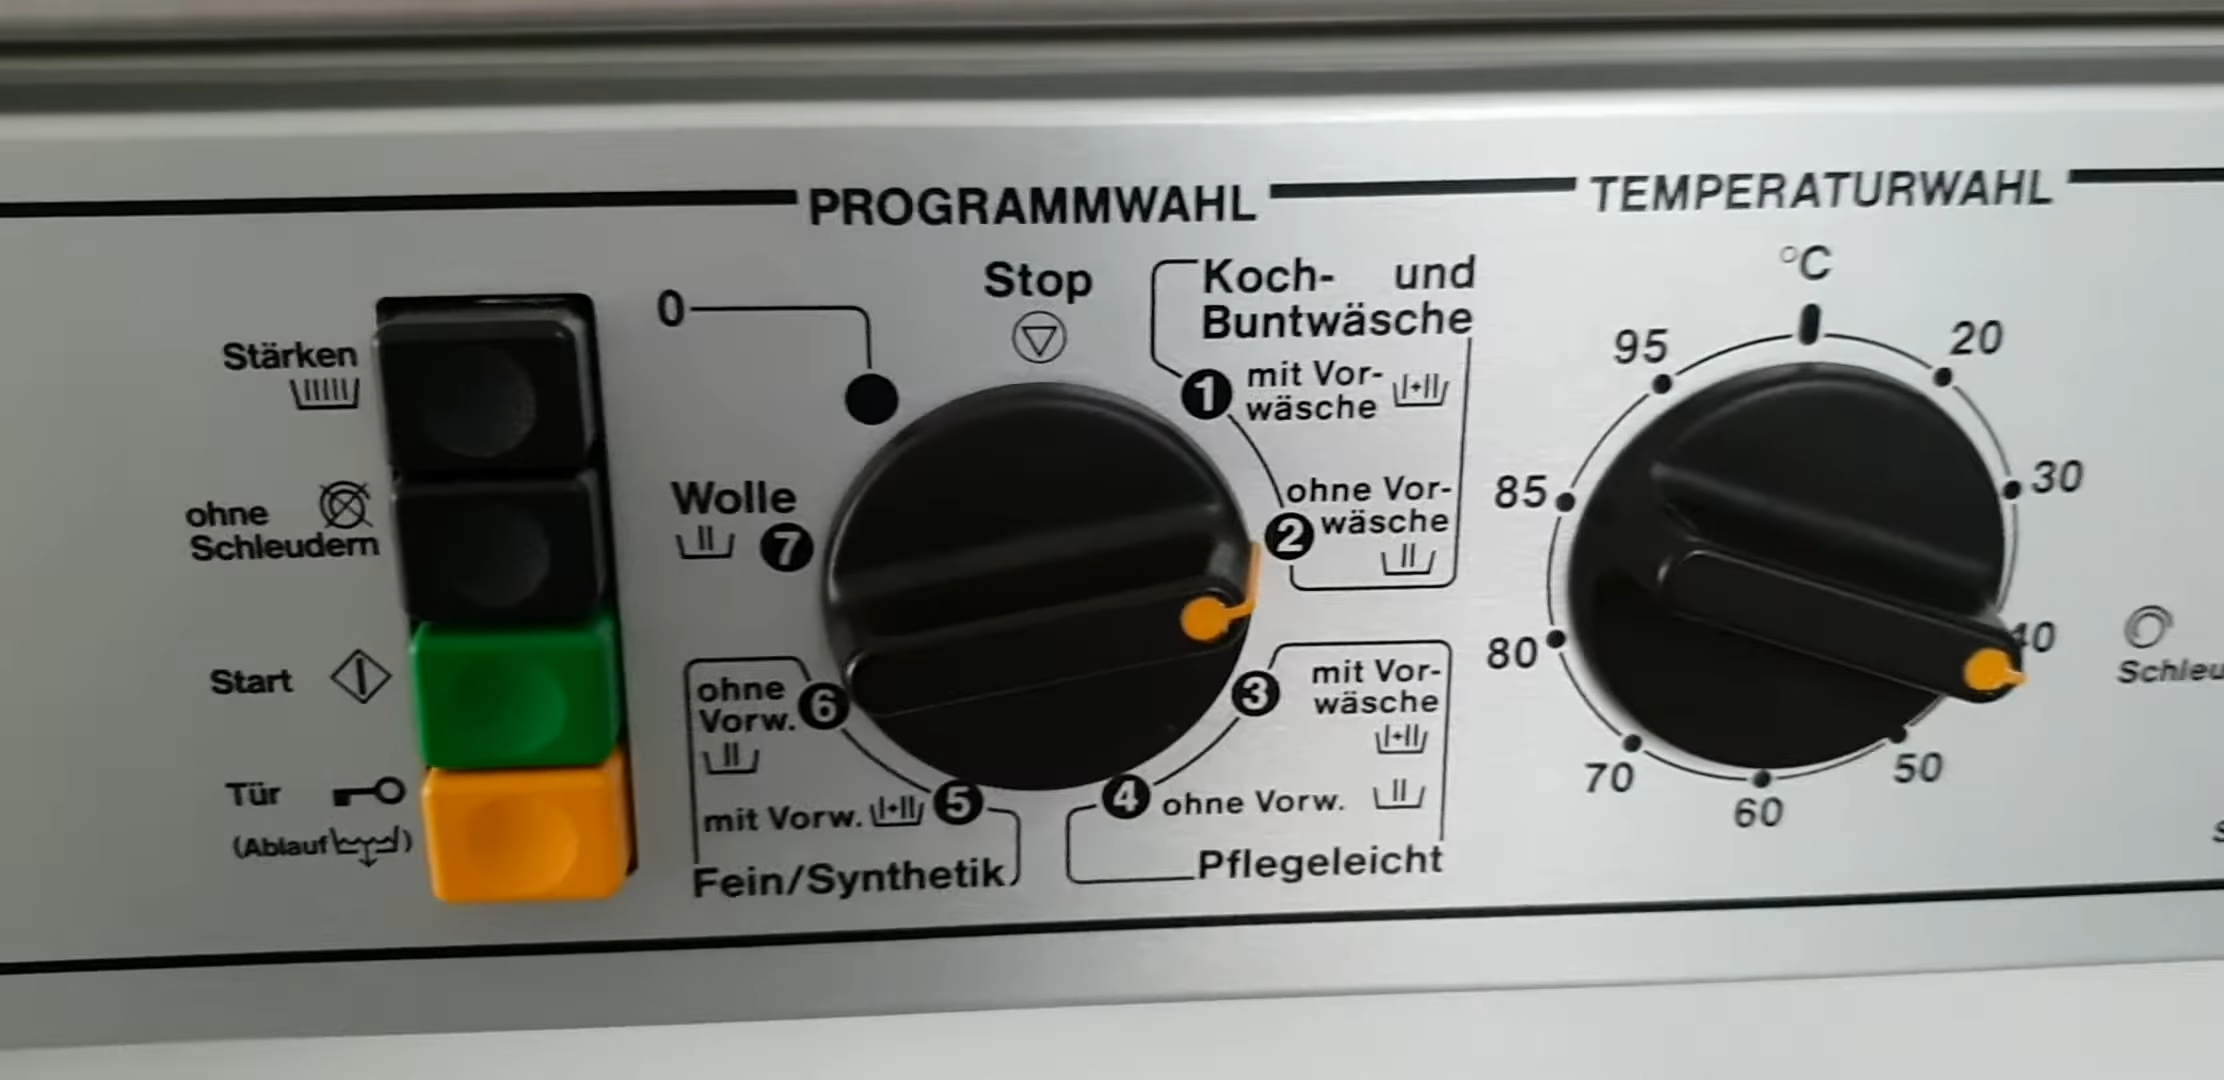 PROGRAMMWAHL
TEMPERATURWAHL
Stärken
ohne
Schleudern
Start
Tür
(Ablauf)
0
Stop
Koch- und
Buntwäsche
1 mit Vor-
wäsche
ohne Vor-
2 wäsche
mit Vor-
3 wäsche
4 ohne Vorw.
Pflegeleicht
Wolle
7
ohne
Vorw. 6
mit Vorw. 5
Fein/Synthetik
°C
20
30
40
50
60
70
80
85
95